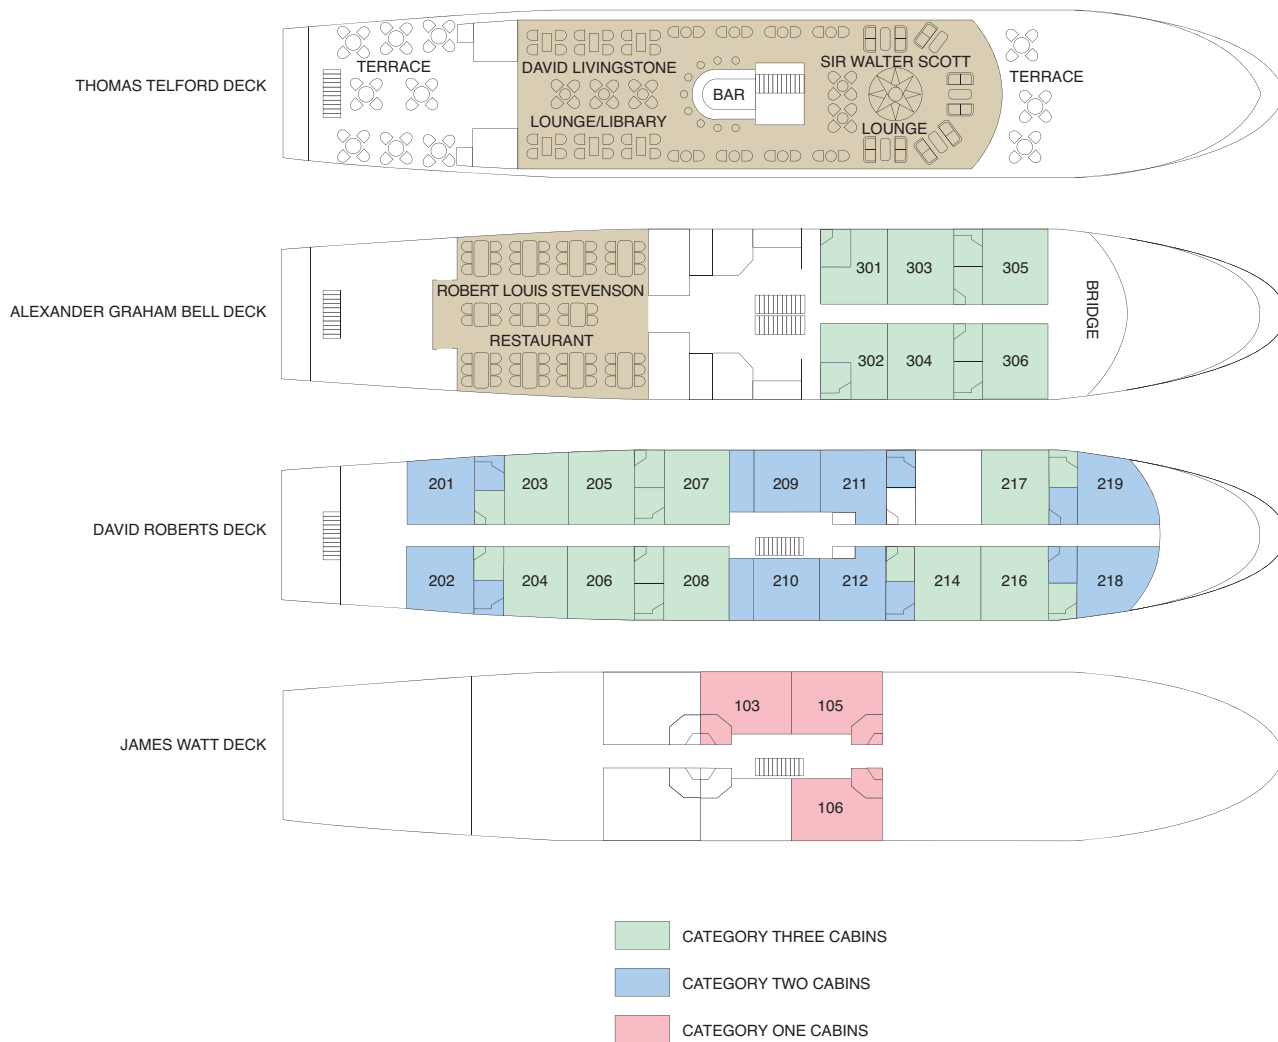 THOMAS TELFORD DECK
TERRACE
DAVID LIVINGSTONE
LOUNGE/LIBRARY
BAR
SIR WALTER SCOTT
LOUNGE
TERRACE
ALEXANDER GRAHAM BELL DECK
ROBERT LOUIS STEVENSON
RESTAURANT
301 303 305
302 304 306
BRIDGE
DAVID ROBERTS DECK
201 203 205 207 209 211 217 219
202 204 206 208 210 212 214 216 218
JAMES WATT DECK
103 105
106
CATEGORY THREE CABINS
CATEGORY TWO CABINS
CATEGORY ONE CABINS